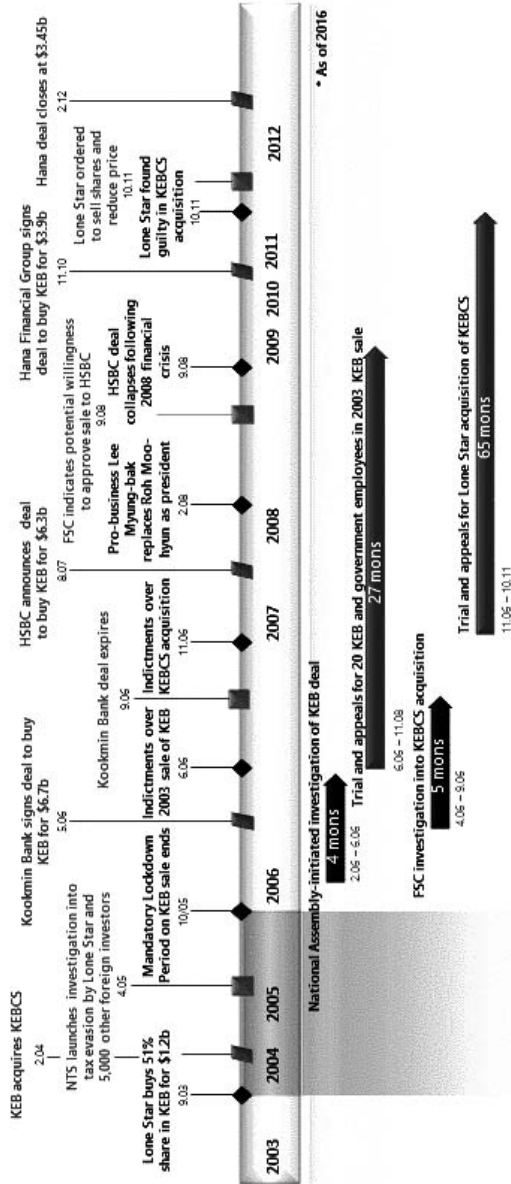 KEB acquires KEBCS
2.04
NTS launches investigation into
tax evasion by Lone Star and
5,000 other foreign investors
4.05
Lone Star buys 51%
share in KEB for $1.2b
9.03
Mandatory Lockdown
Period on KEB sale ends
10/05
Kookmin Bank signs deal to buy
KEB for $6.7b
5.06
Indictments over
2003 sale of KEB
6.06
Kookmin Bank deal expires
9.06
Indictments over
KEBCS acquisition
11.06
HSBC announces deal
to buy KEB for $6.3b
8.07
Pro-business Lee
Myung-bak
replaces Roh Moo-
hyun as president
2.08
FSC indicates potential willingness
to approve sale to HSBC
9.08
HSBC deal
collapses following
2008 financial
crisis
9.08
Hana Financial Group signs
deal to buy KEB for $3.9b
11.10
Lone Star found
guilty in KEBCS
acquisition
10.11
Lone Star ordered
to sell shares and
reduce price
10.11
Hana deal closes at $3.45b
2.12
2003
2004
2005
2006
2007
2008
2009
2010
2011
2012
* As of 2016
National Assembly-initiated investigation of KEB deal
4 mons
2.06 – 6.06
Trial and appeals for 20 KEB and government employees in 2003 KEB sale
27 mons
6.06 – 11.08
FSC investigation into KEBCS acquisition
5 mons
4.06 – 9.06
Trial and appeals for Lone Star acquisition of KEBCS
65 mons
11.06 – 10.11